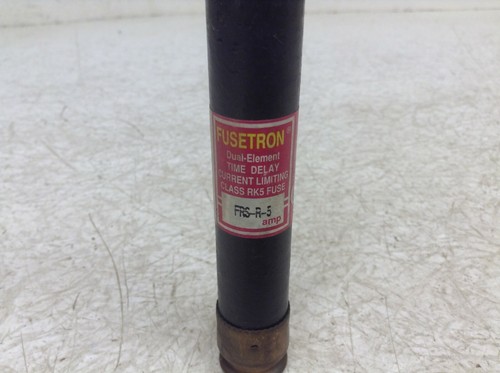 FUSETRON®
Dual-Element
TIME DELAY
CURRENT LIMITING
CLASS RK5 FUSE
FRS-R-5
amp